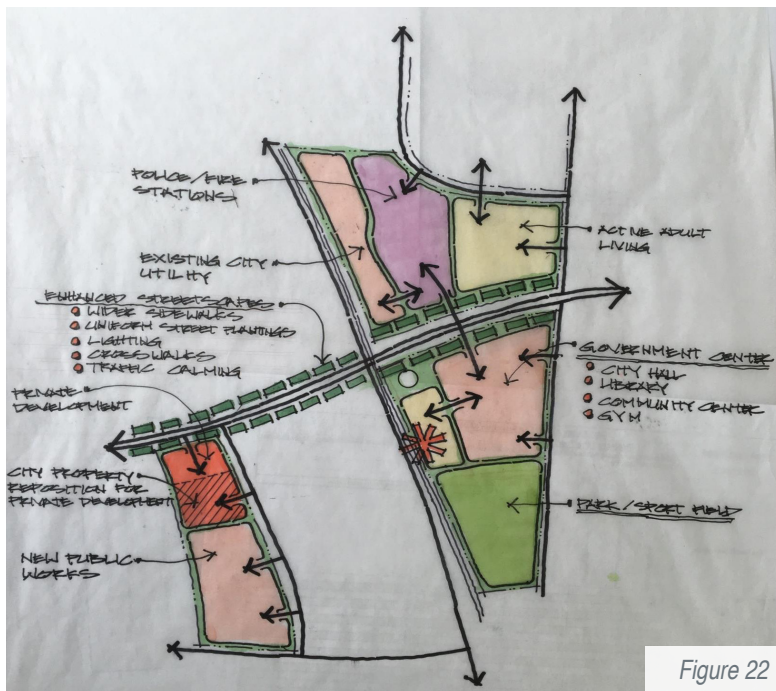 POLICE/FIRE
STATIONS
EXISTING CITY
UTILITY
ENHANCED STREETSCAPES
WIDER SIDEWALKS
UNIFORM STREET PLANTINGS
LIGHTING
CROSSWALKS
TRAFFIC CALMING
PRIVATE
DEVELOPMENT
CITY PROPERTY
REPOSITION FOR
PRIVATE DEVELOPMENT
NEW PUBLIC
WORKS
ACTIVE ADULT
LIVING
GOVERNMENT CENTER
CITY HALL
LIBRARY
COMMUNITY CENTER
GYM
PARK/SPORT FIELD
Figure 22